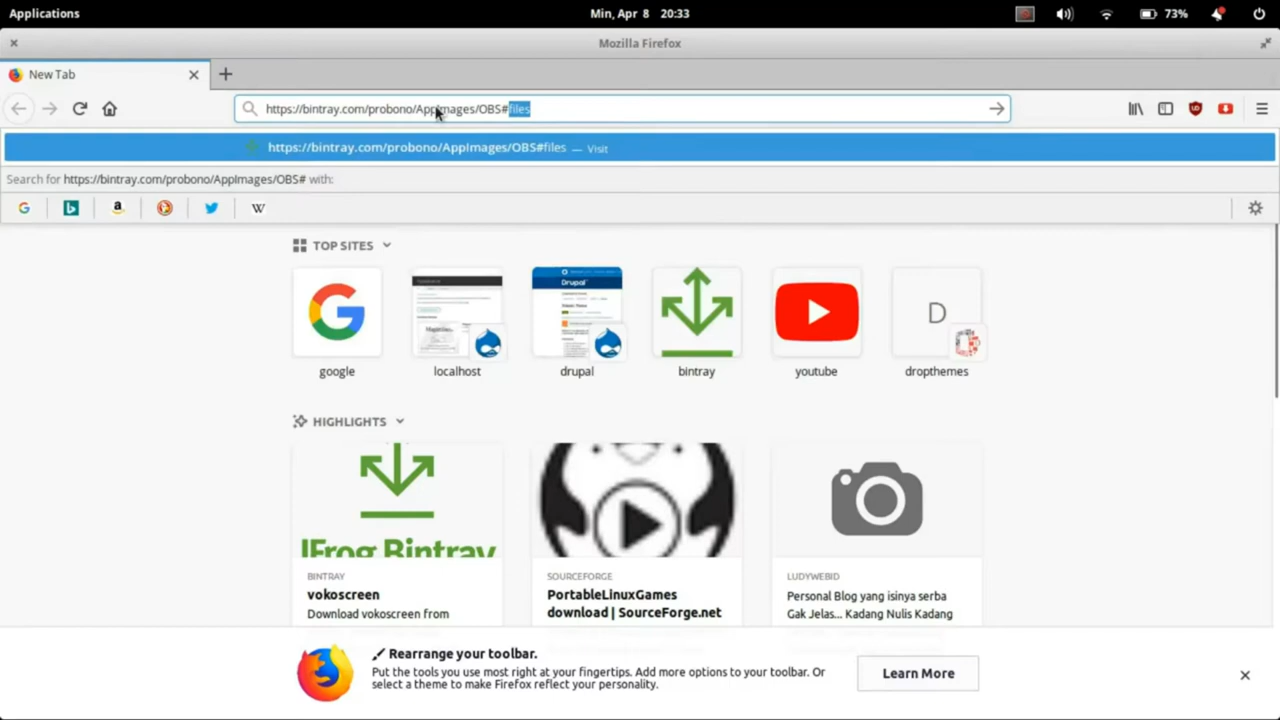 Applications
Min, Apr 8 20:33
73%
Mozilla Firefox
New Tab
https://bintray.com/probono/AppImages/OBS#files
https://bintray.com/probono/AppImages/OBS#files — Visit
Search for https://bintray.com/probono/AppImages/OBS# with:
TOP SITES
google
localhost
drupal
bintray
youtube
D
dropthemes
Drupal
HIGHLIGHTS
JFrog Bintray
BINTRAY
vokoscreen
Download vokoscreen from
SOURCEFORGE
PortableLinuxGames
download | SourceForge.net
LUDYWEBID
Personal Blog yang isinya serba
Gak Jelas... Kadang Nulis Kadang
Rearrange your toolbar.
Put the tools you use most right at your fingertips. Add more options to your toolbar. Or
select a theme to make Firefox reflect your personality.
Learn More